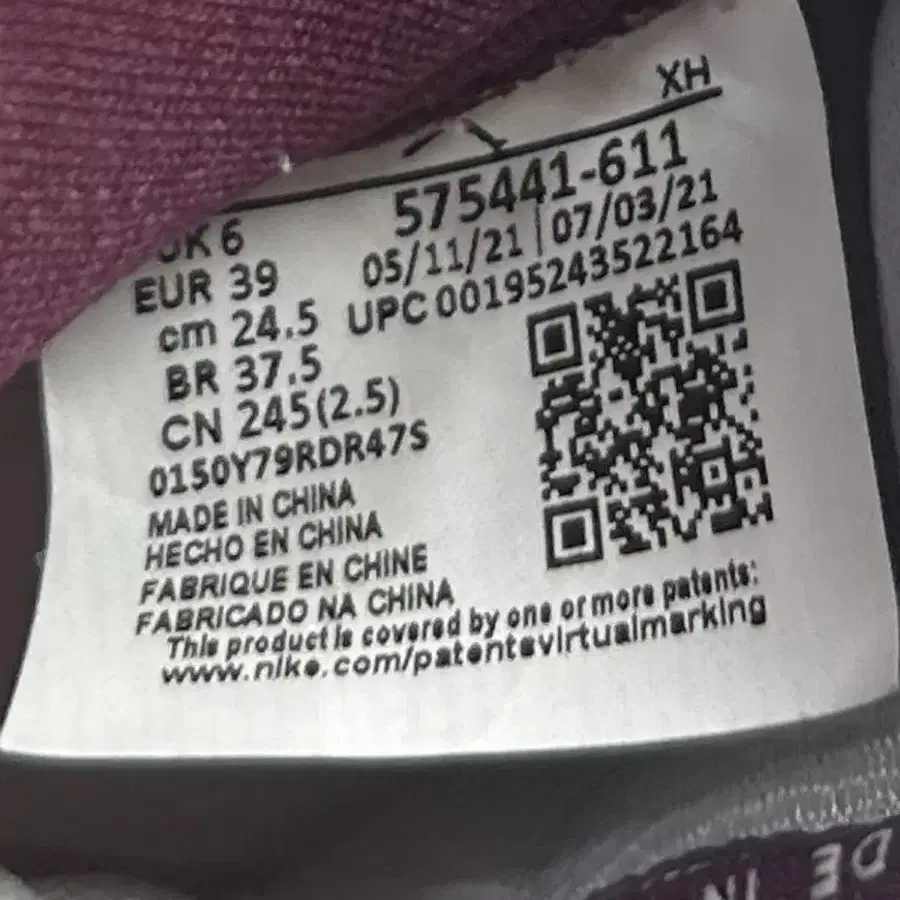 XH
575441-611
05/11/21 | 07/03/21
UPC 00195243522164
UK 6
EUR 39
cm 24.5
BR 37.5
CN 245(2.5)
0150Y79RDR47S
MADE IN CHINA
HECHO EN CHINA
FABRIQUE EN CHINE
FABRICADO NA CHINA
This product is covered by one or more patents:
www.nike.com/patentsvirtualmarking